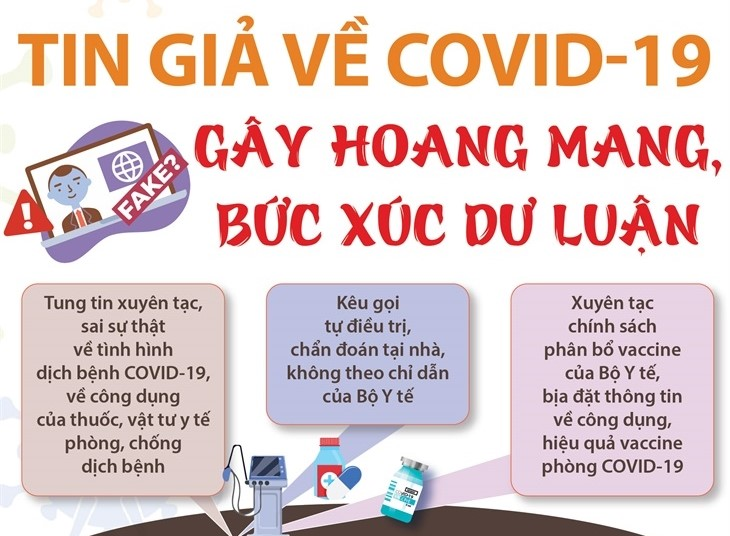 TIN GIẢ VỀ COVID-19
GÂY HOANG MANG,
BỨC XÚC DƯ LUẬN
FAKE?
Tung tin xuyên tạc,
sai sự thật
về tình hình
dịch bệnh COVID-19,
về công dụng
của thuốc, vật tư y tế
phòng, chống
dịch bệnh
Kêu gọi
tự điều trị,
chẩn đoán tại nhà,
không theo chỉ dẫn
của Bộ Y tế
Xuyên tạc
chính sách
phân bổ vaccine
của Bộ Y tế,
bịa đặt thông tin
về công dụng,
hiệu quả vaccine
phòng COVID-19